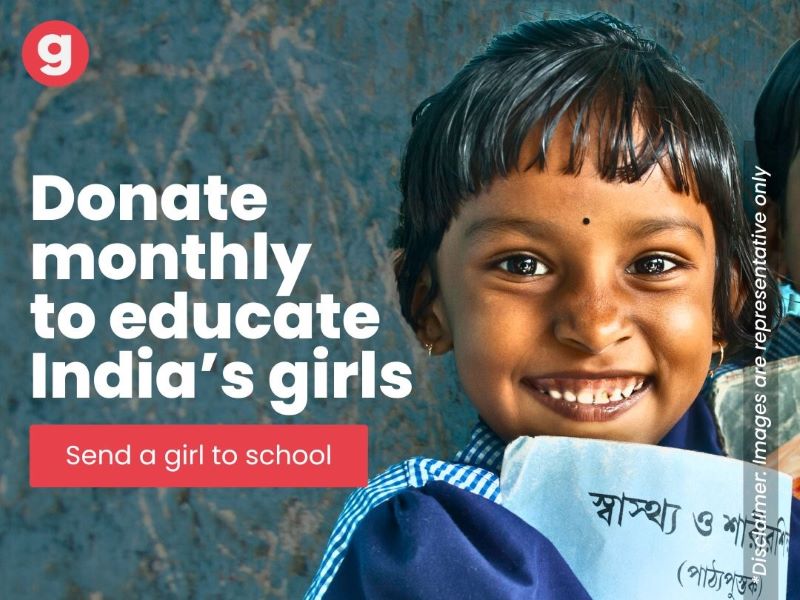 g
Donate
monthly
to educate
India’s girls
Send a girl to school
স্বাস্থ্য ও
(পাঠ্যপুস্তক)
*Disclaimer: Images are representative only